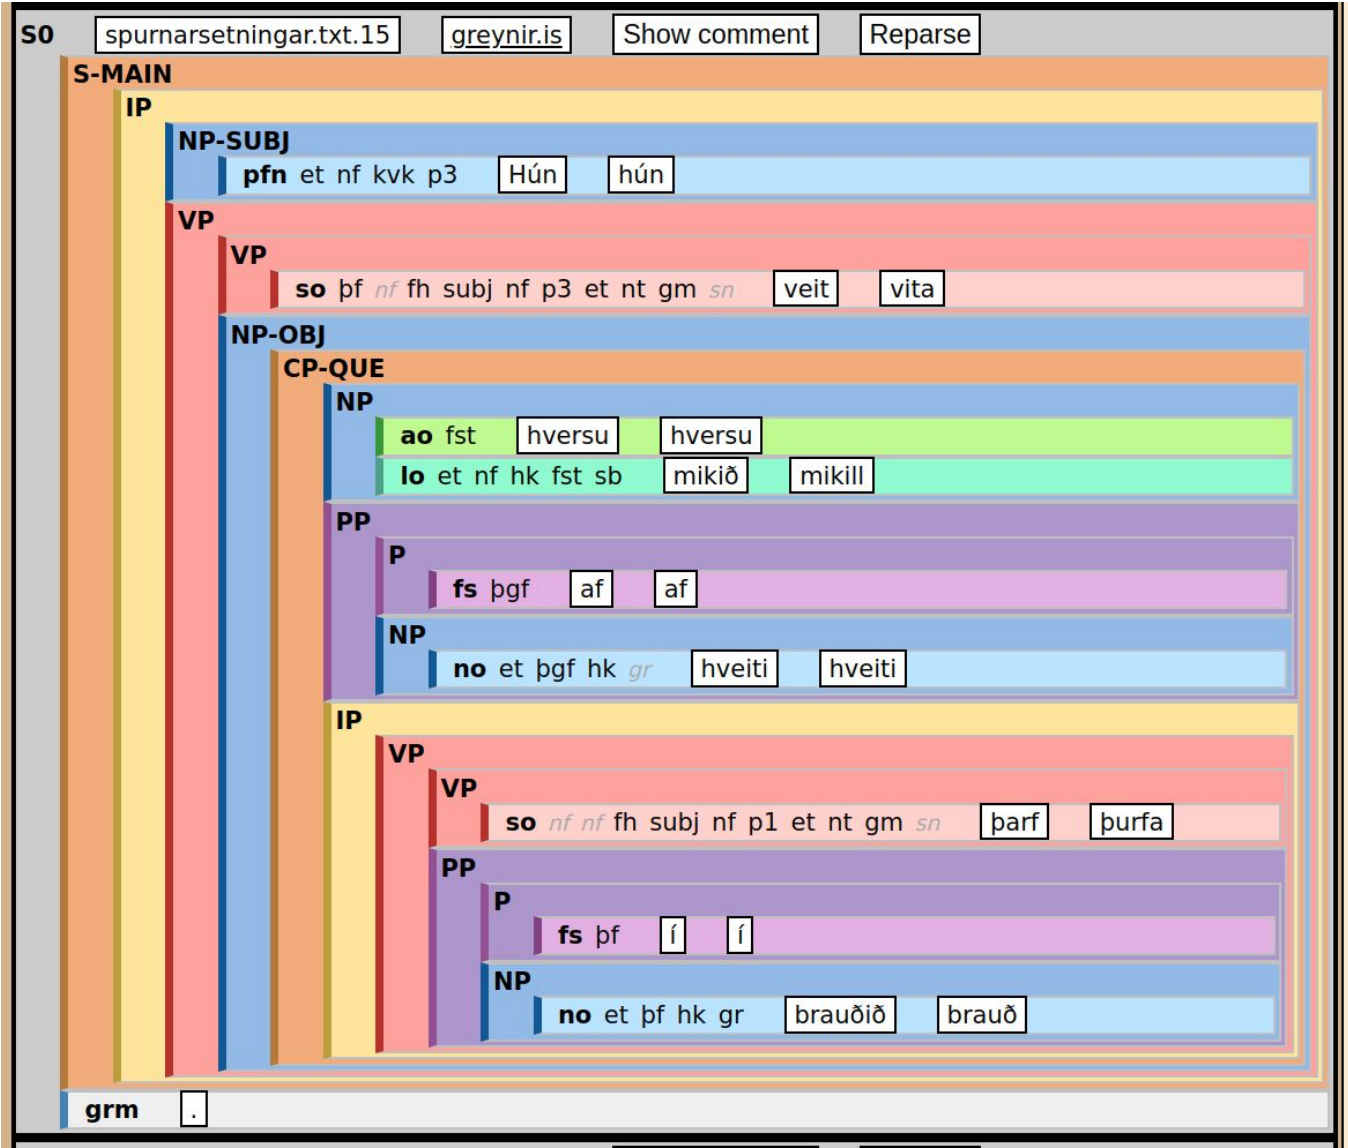 S0 spurnarsetningar.txt.15 greynir.is Show comment Reparse
S-MAIN
IP
NP-SUBJ
pfn et nf kvk p3 Hún hún
VP
VP
so þf nf fh subj nf p3 et nt gm sn veit vita
NP-OBJ
CP-QUE
NP
ao fst hversu hversu
lo et nf hk fst sb mikið mikill
PP
P
fs þgf af af
NP
no et þgf hk gr hveiti hveiti
IP
VP
VP
so nf nf fh subj nf p1 et nt gm sn þarf þurfa
PP
P
fs þf í í
NP
no et þf hk gr brauðið brauð
grm .